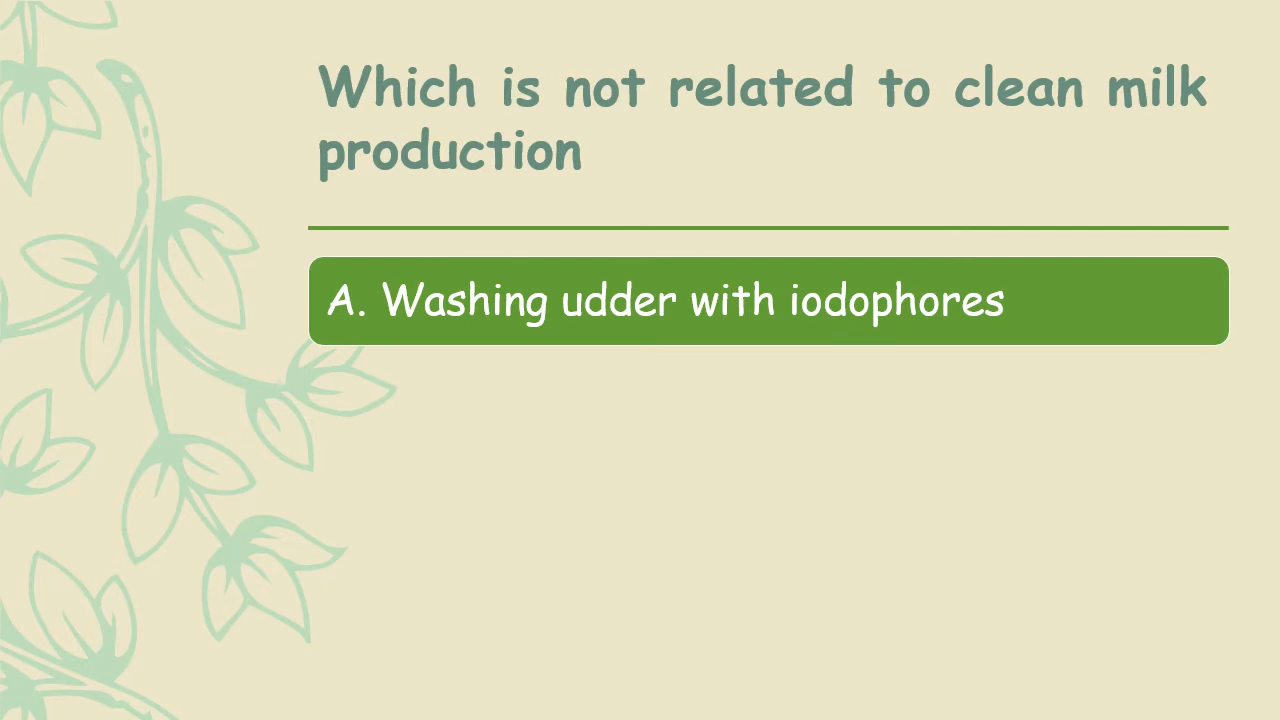 Which is not related to clean milk
production
A. Washing udder with iodophores